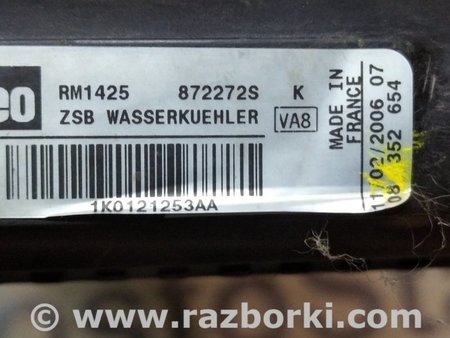 eo RM1425 872272S K
ZSB WASSERKUEHLER VA8
1K0121253AA
MADE IN
FRANCE
11/02/2006 07
08 352 654
© www.razborki.com